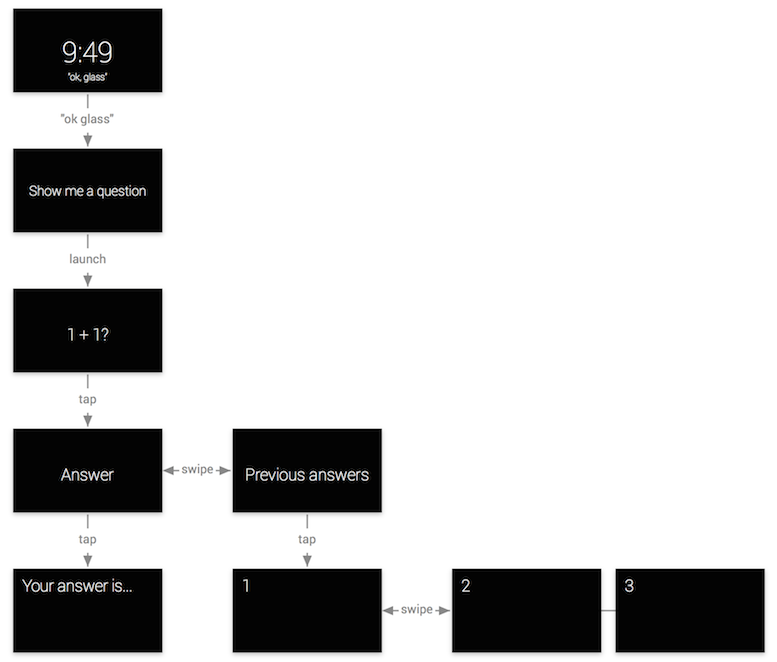 9:49
"ok, glass"
"ok glass"
Show me a question
launch
1 + 1?
tap
Answer
swipe
Previous answers
tap
tap
Your answer is...
1
swipe
2
3